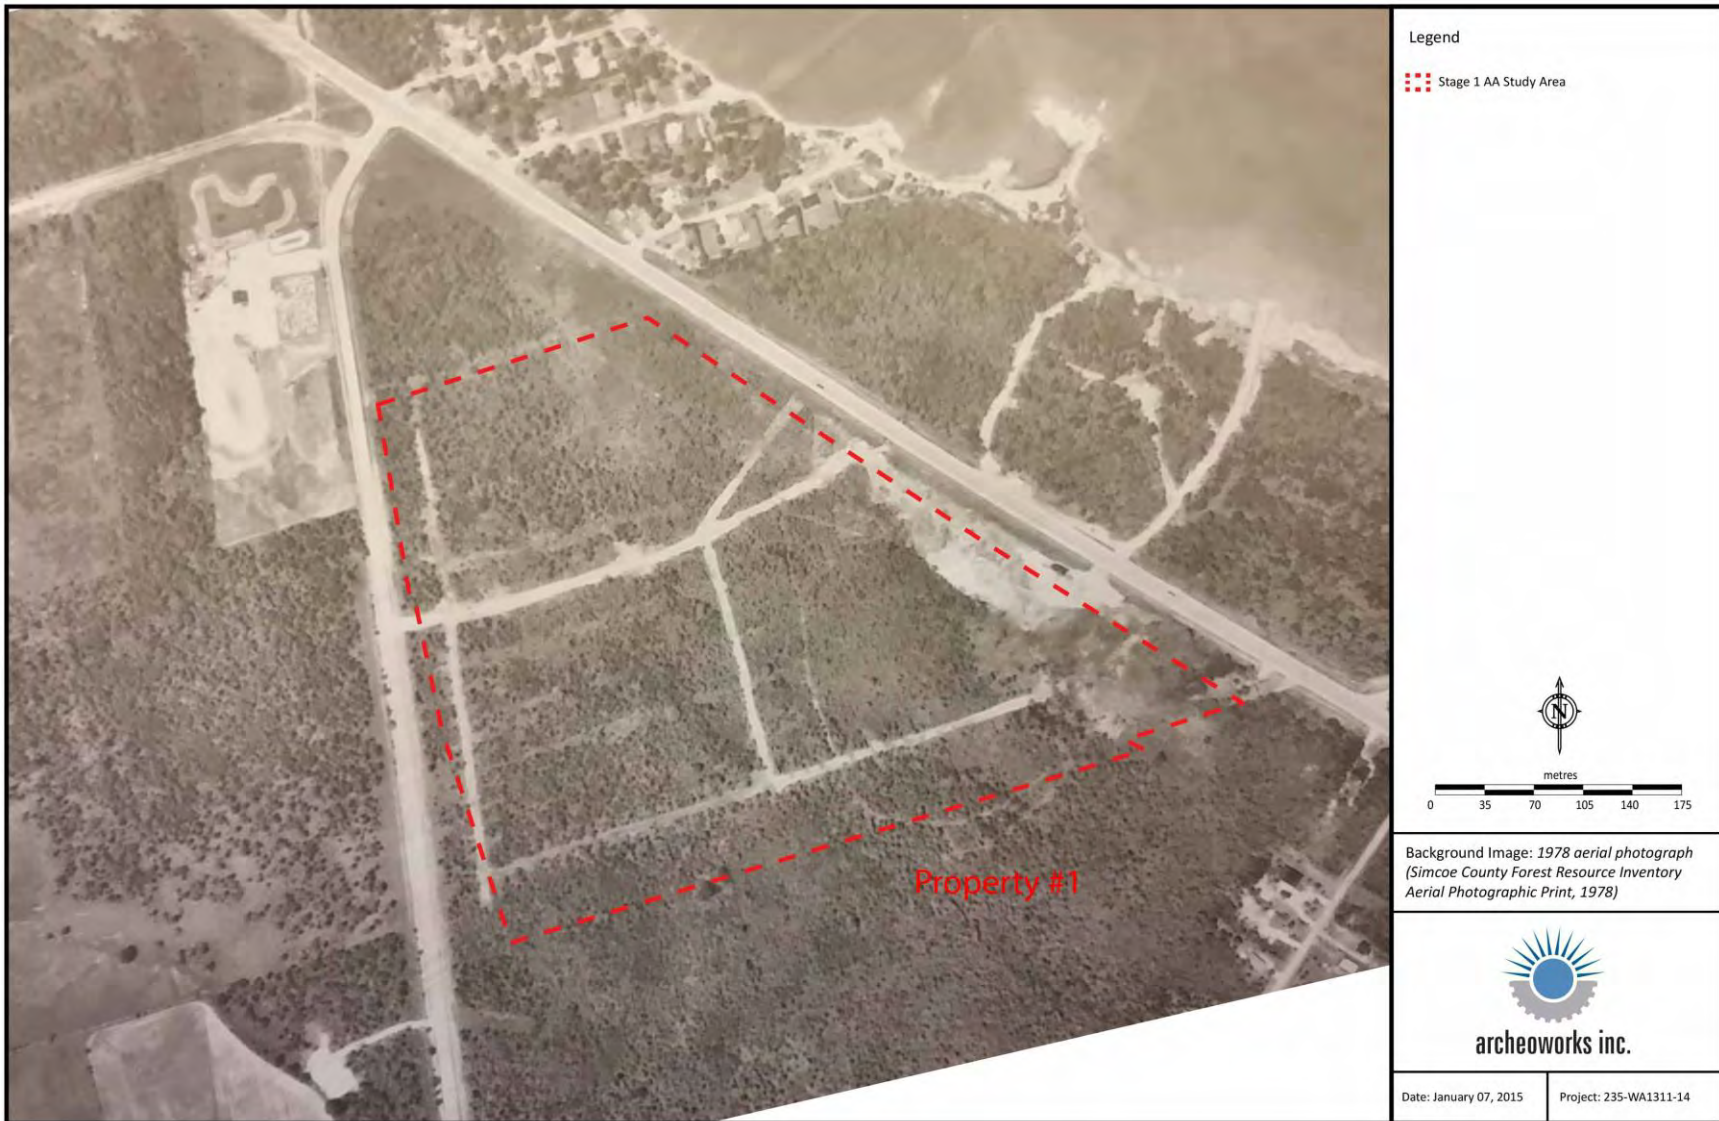 Legend
Stage 1 AA Study Area
Property #1
N
metres
0 35 70 105 140 175
Background Image: 1978 aerial photograph
(Simcoe County Forest Resource Inventory
Aerial Photographic Print, 1978)
archeoworks inc.
Date: January 07, 2015
Project: 235-WA1311-14